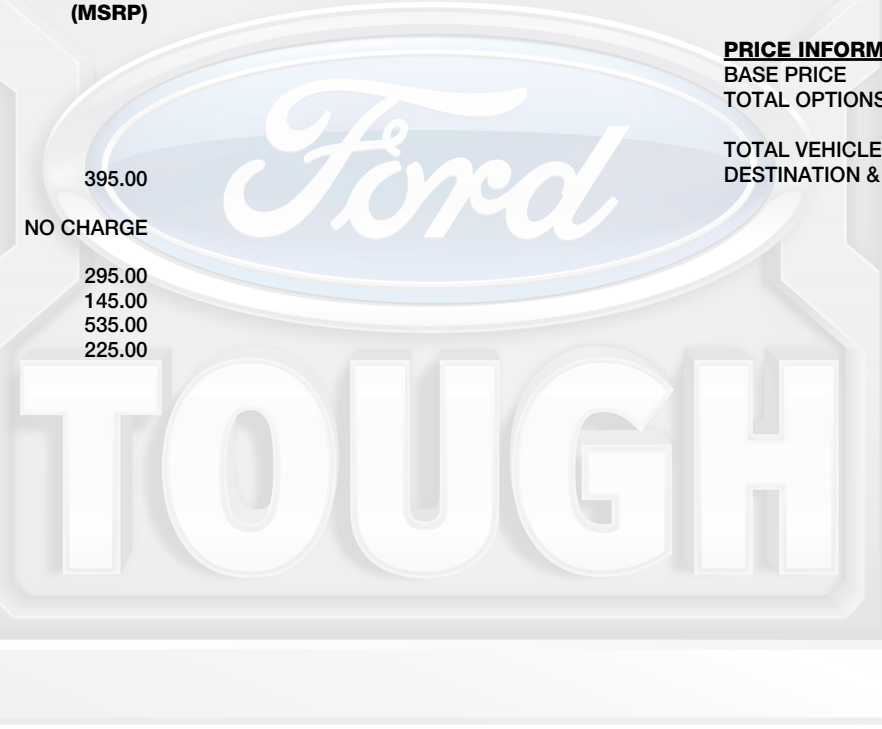 (MSRP)
395.00
NO CHARGE
295.00
145.00
535.00
225.00
PRICE INFORM
BASE PRICE
TOTAL OPTIONS
TOTAL VEHICLE
DESTINATION &
Ford
TOUGH